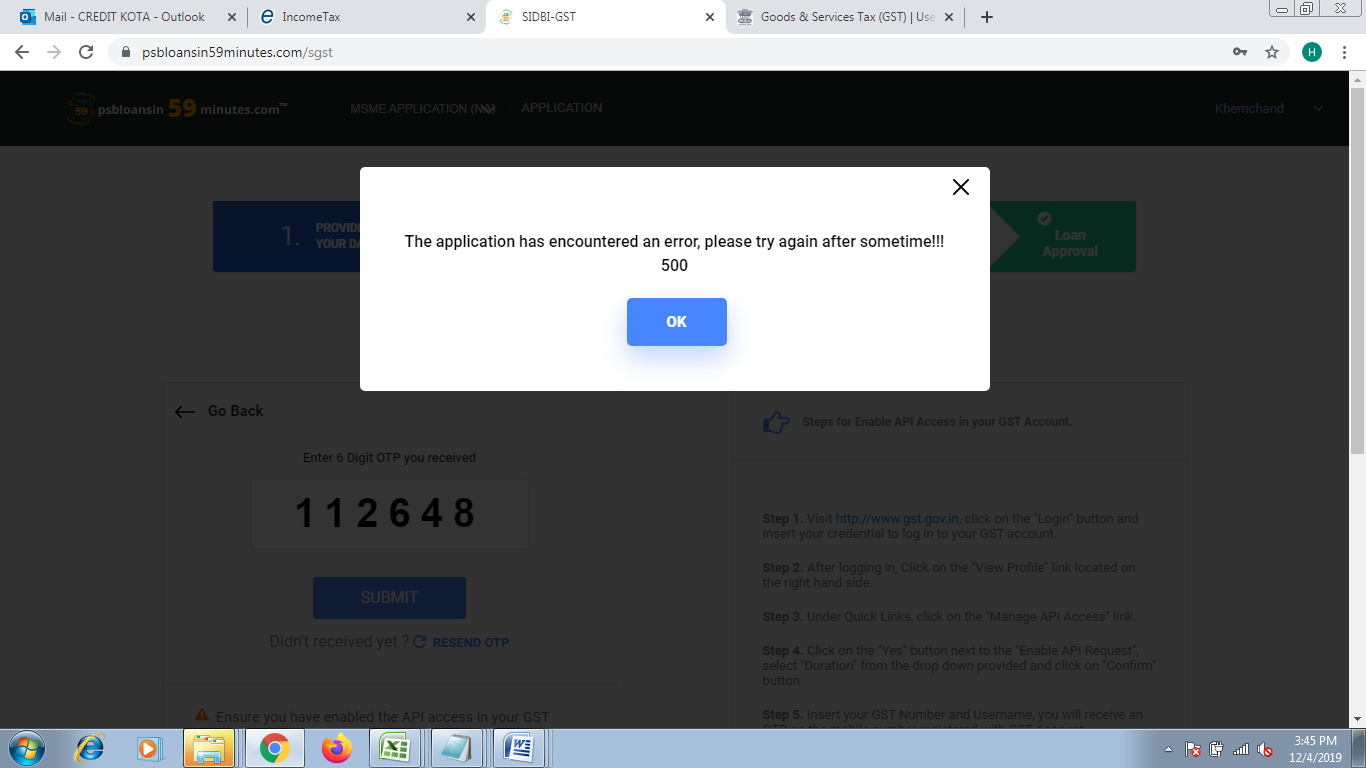 Mail - CREDIT KOTA - Outlook
IncomeTax
SIDBI-GST
Goods & Services Tax (GST) | Use
psbloansin59minutes.com/sgst
H
59
psbloansin 59 minutes.com™
MSME APPLICATION
APPLICATION
Khemchand
1.
Loan
Approval
The application has encountered an error, please try again after sometime!!!
500
OK
Go Back
Enter 6 Digit OTP you received
1 1 2 6 4 8
SUBMIT
Didn't received yet ? RESEND OTP
Ensure you have enabled the API access in your GST
Steps for Enable API Access in your GST Account.
Step 1. Visit http://www.gst.gov.in, click on the "Login" button and
Insert your credential to log in to your GST account.
Step 2. After logging in, Click on the "View Profile" link located on
the right hand side.
Step 3. Under Quick Links, click on the "Manage API Access" link.
Step 4. Click on the "Yes" button next to the "Enable API Request",
select "Duration" from the drop down provided and click on "Confirm"
button
Step 5. Insert your GST Number and Username, you will receive an
3:45 PM
12/4/2019